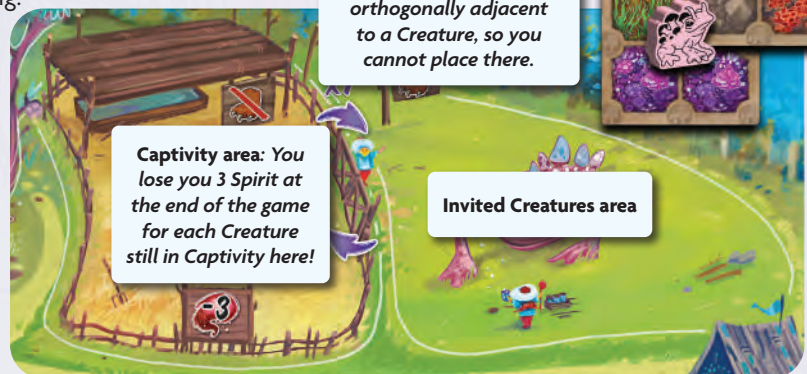 ng.
orthogonally adjacent
to a Creature, so you
cannot place there.
Captivity area: You
lose you 3 Spirit at
the end of the game
for each Creature
still in Captivity here!
Invited Creatures area
-3